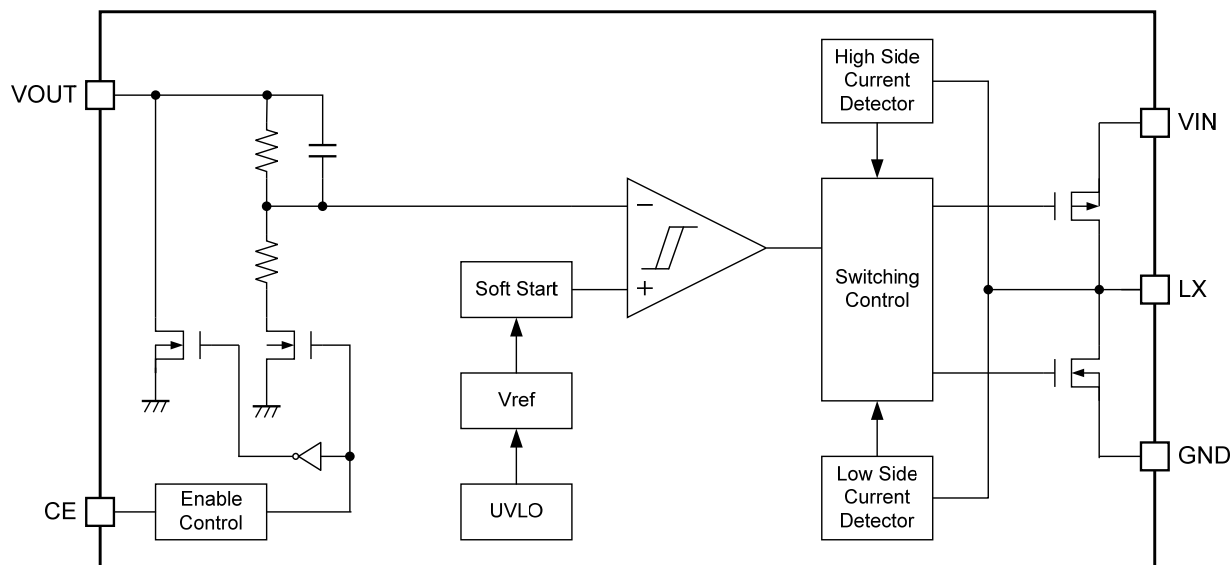 VOUT
High Side
Current
Detector
VIN
−
Soft Start
+
Switching
Control
LX
Vref
GND
CE
Enable
Control
UVLO
Low Side
Current
Detector